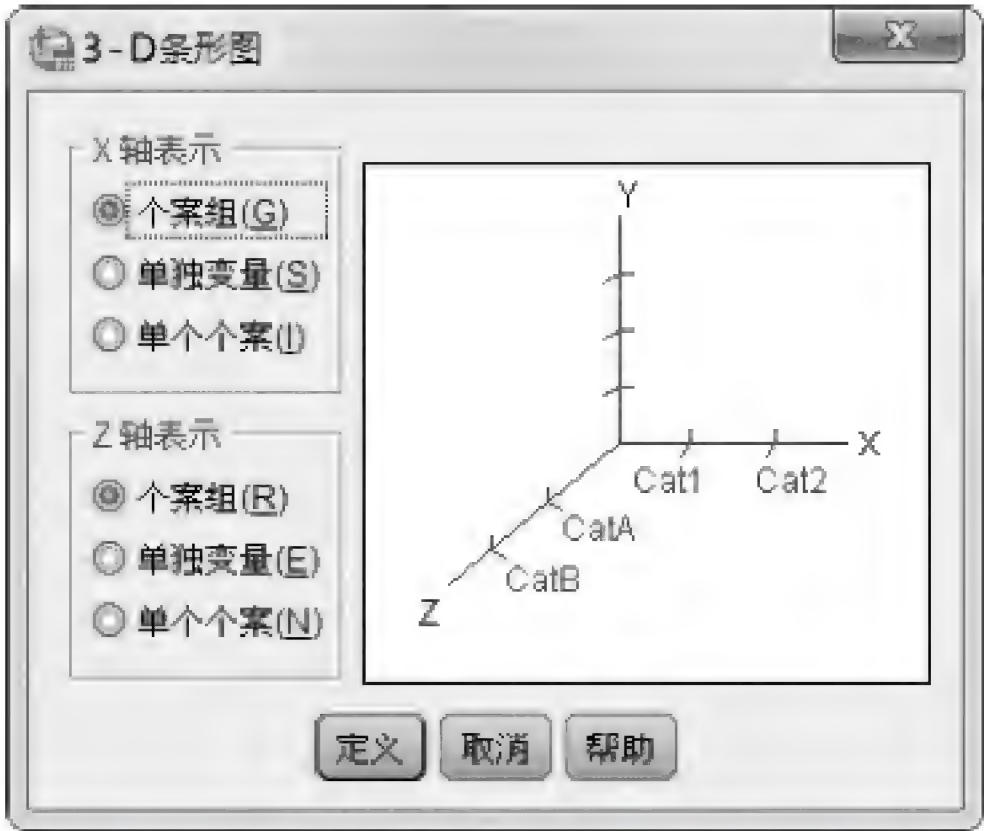 3-D条形图
X 轴表示
个案组(G)
单独变量(S)
单个个案(I)
Z 轴表示
个案组(R)
单独变量(E)
单个个案(N)
Y
X
Cat1 Cat2
CatA
CatB
Z
定义 取消 帮助